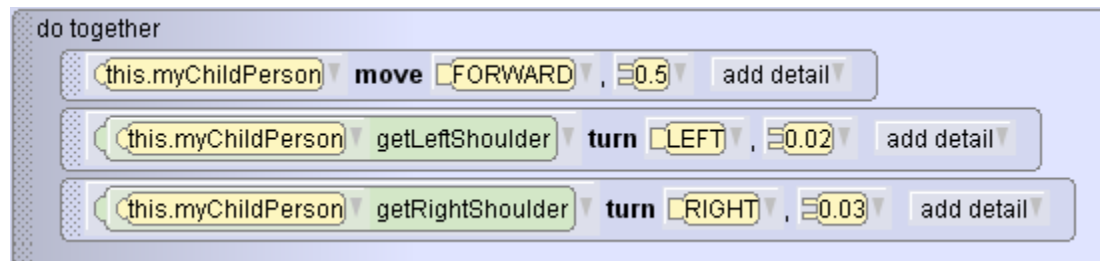 do together
this.myChildPerson move FORWARD , 0.5 add detail
this.myChildPerson getLeftShoulder turn LEFT , 0.02 add detail
this.myChildPerson getRightShoulder turn RIGHT , 0.03 add detail